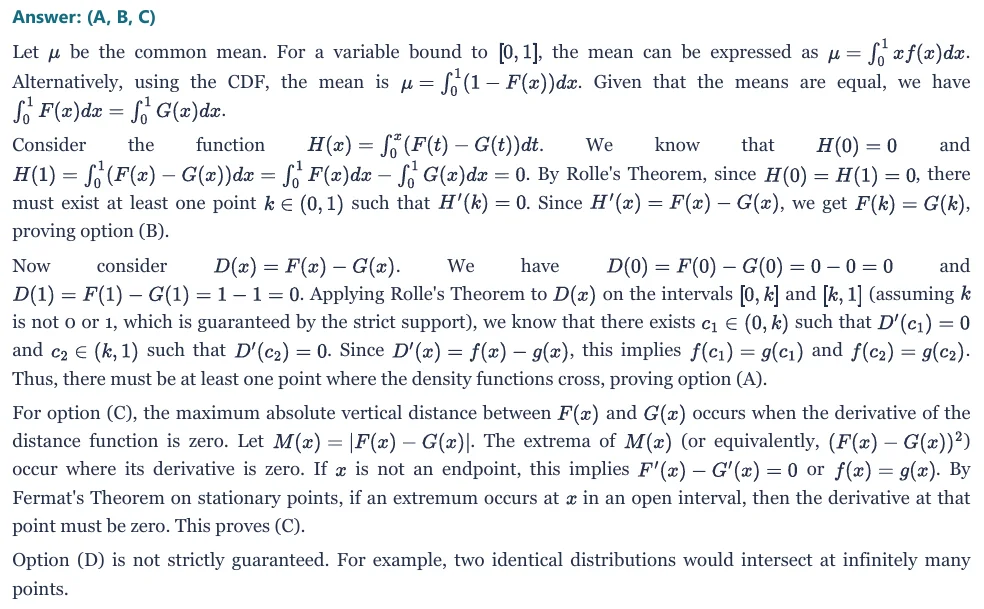 Answer: (A, B, C)
Let μ be the common mean. For a variable bound to [0, 1], the mean can be expressed as μ = ∫₀¹ xf(x)dx.
Alternatively, using the CDF, the mean is μ = ∫₀¹(1 − F(x))dx. Given that the means are equal, we have
∫₀¹ F(x)dx = ∫₀¹ G(x)dx.
Consider the function H(x) = ∫₀ˣ(F(t) − G(t))dt. We know that H(0) = 0 and
H(1) = ∫₀¹(F(x) − G(x))dx = ∫₀¹ F(x)dx − ∫₀¹ G(x)dx = 0. By Rolle's Theorem, since H(0) = H(1) = 0, there
must exist at least one point k ∈ (0, 1) such that H′(k) = 0. Since H′(x) = F(x) − G(x), we get F(k) = G(k),
proving option (B).
Now consider D(x) = F(x) − G(x). We have D(0) = F(0) − G(0) = 0 − 0 = 0 and
D(1) = F(1) − G(1) = 1 − 1 = 0. Applying Rolle's Theorem to D(x) on the intervals [0, k] and [k, 1] (assuming k
is not 0 or 1, which is guaranteed by the strict support), we know that there exists c₁ ∈ (0, k) such that D′(c₁) = 0
and c₂ ∈ (k, 1) such that D′(c₂) = 0. Since D′(x) = f(x) − g(x), this implies f(c₁) = g(c₁) and f(c₂) = g(c₂).
Thus, there must be at least one point where the density functions cross, proving option (A).
For option (C), the maximum absolute vertical distance between F(x) and G(x) occurs when the derivative of the
distance function is zero. Let M(x) = |F(x) − G(x)|. The extrema of M(x) (or equivalently, (F(x) − G(x))²)
occur where its derivative is zero. If x is not an endpoint, this implies F′(x) − G′(x) = 0 or f(x) = g(x). By
Fermat's Theorem on stationary points, if an extremum occurs at x in an open interval, then the derivative at that
point must be zero. This proves (C).
Option (D) is not strictly guaranteed. For example, two identical distributions would intersect at infinitely many
points.